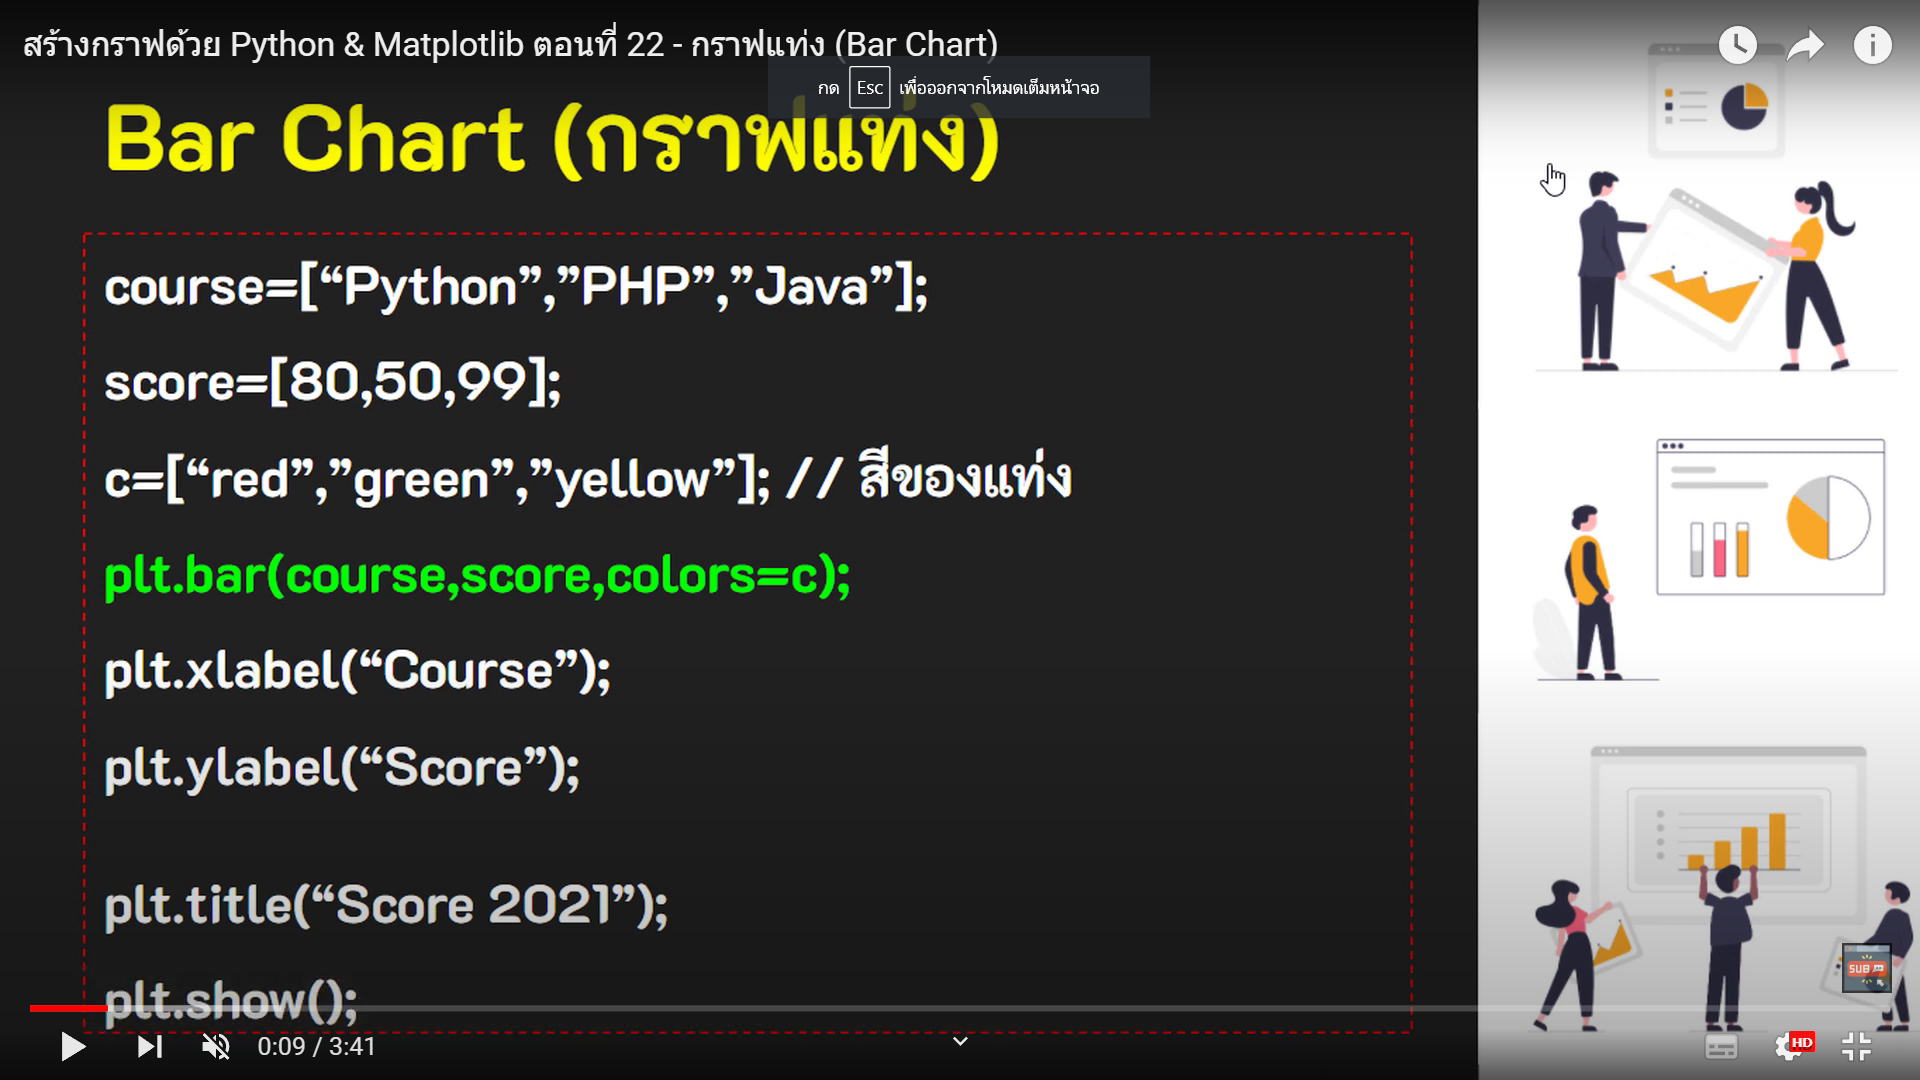 สร้างกราฟด้วย Python & Matplotlib ตอนที่ 22 - กราฟแท่ง (Bar Chart)
กด Esc เพื่อออกจากโหมดเต็มหน้าจอ
Bar Chart (กราฟแท่ง)
course=[“Python”,”PHP”,”Java”];
score=[80,50,99];
c=[“red”,”green”,”yellow”]; // สีของแท่ง
plt.bar(course,score,colors=c);
plt.xlabel(“Course”);
plt.ylabel(“Score”);
plt.title(“Score 2021”);
plt.show();
SUB
0:09 / 3:41
HD